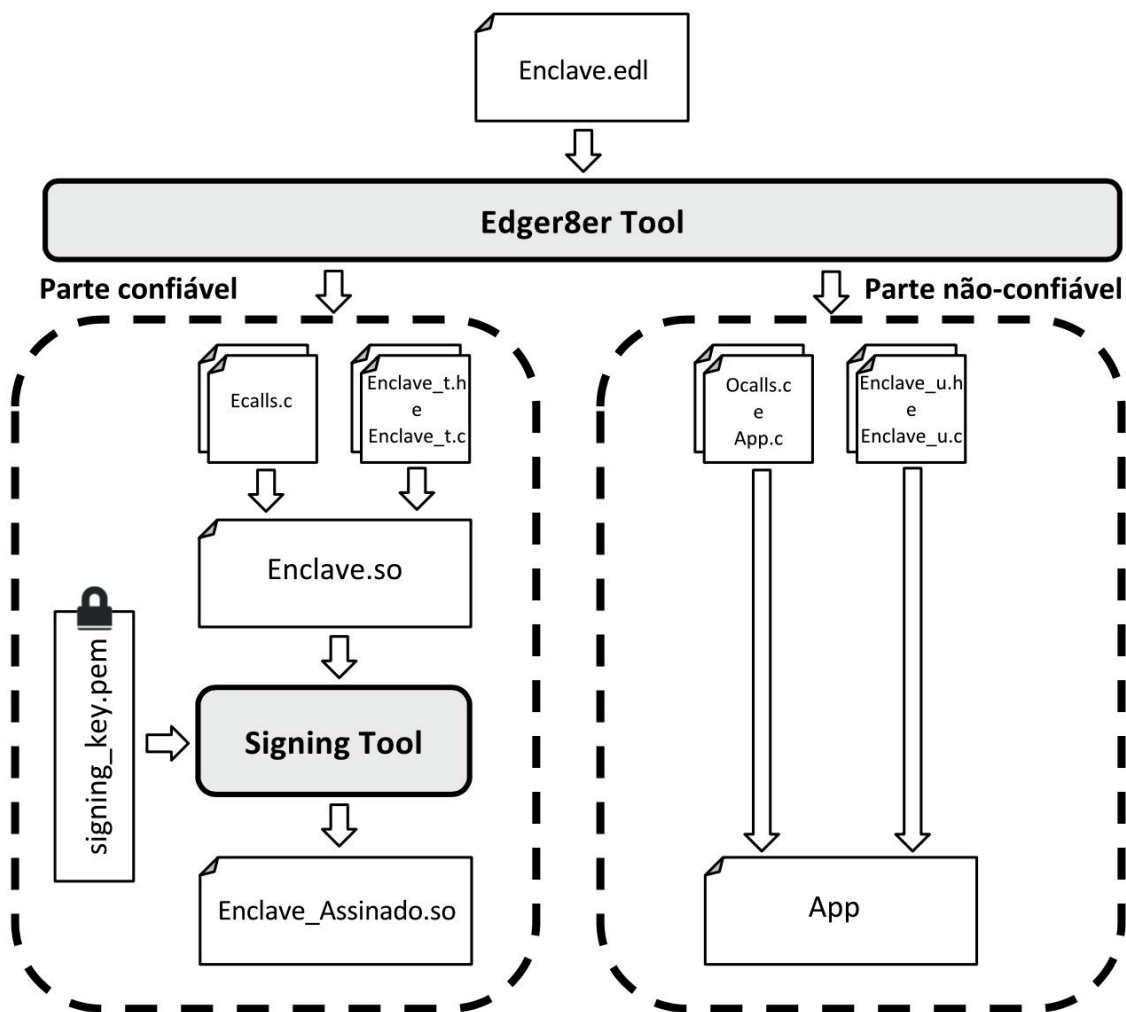 Enclave.edl
Edger8er Tool
Parte confiável
Parte não-confiável
Ecalls.c
Enclave_t.h
e
Enclave_t.c
Ocalls.c
e
App.c
Enclave_u.h
e
Enclave_u.c
Enclave.so
signing_key.pem
Signing Tool
Enclave_Assinado.so
App